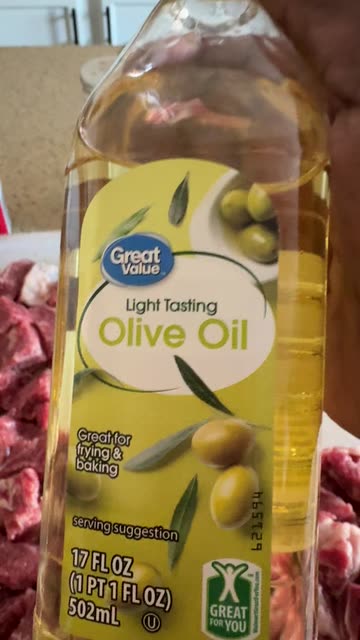 Great
Value
Light Tasting
Olive Oil
Great for
frying &
baking
serving suggestion
17 FL OZ
(1 PT 1 FL OZ)
502mL
U
621594
GREAT
FOR YOU